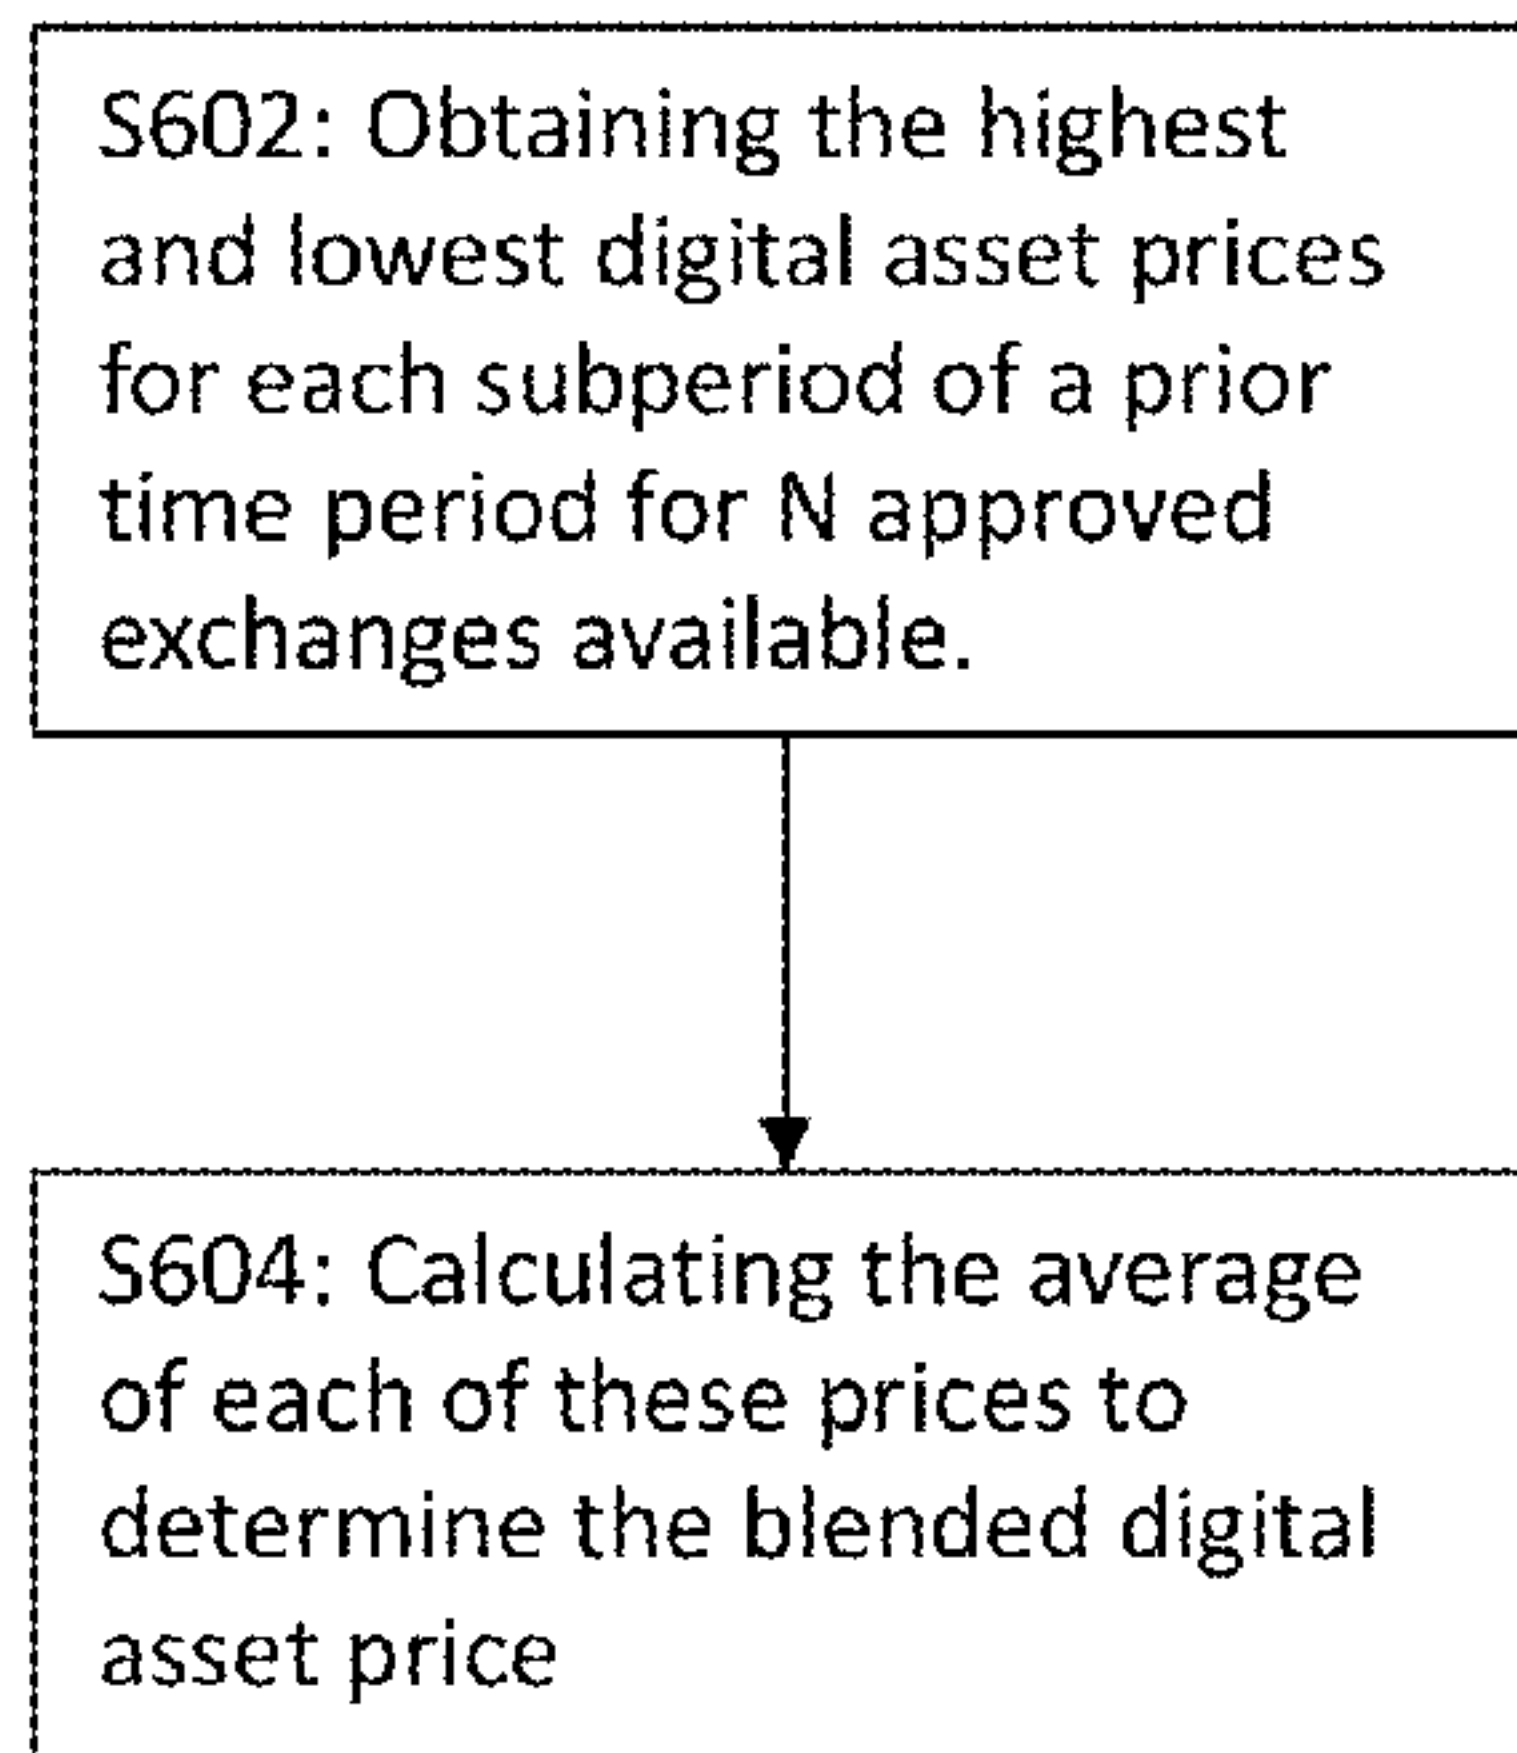 S602: Obtaining the highest
and lowest digital asset prices
for each subperiod of a prior
time period for N approved
exchanges available.
S604: Calculating the average
of each of these prices to
determine the blended digital
asset price